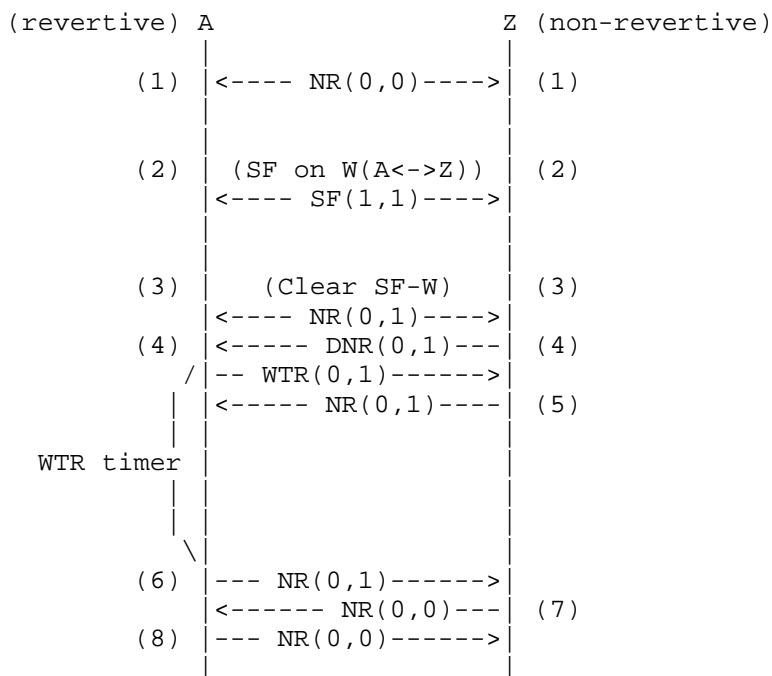 (revertive) A Z (non-revertive)
(1) |<---- NR(0,0)---->| (1)
(2) | (SF on W(A<->Z)) | (2)
|<---- SF(1,1)---->|
(3) | (Clear SF-W) | (3)
|<---- NR(0,1)---->|
(4) |<----- DNR(0,1)---| (4)
/|-- WTR(0,1)------>|
| |<----- NR(0,1)----| (5)
WTR timer
\|
(6) |--- NR(0,1)------>|
|<------ NR(0,0)---| (7)
(8) |--- NR(0,0)------>|